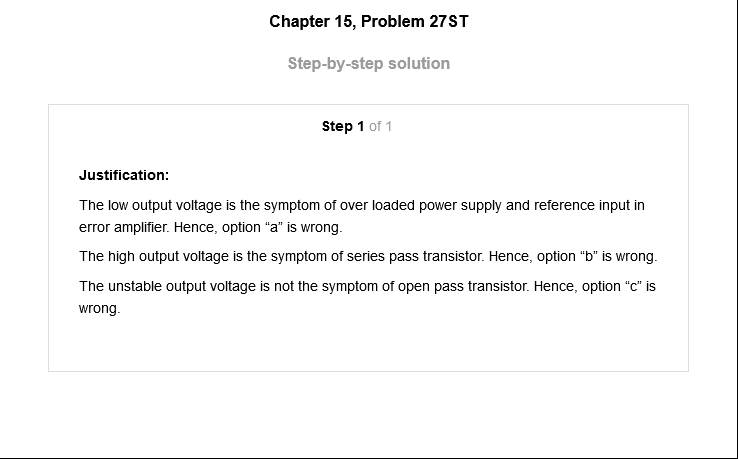 Chapter 15, Problem 27ST
Step-by-step solution
Step 1 of 1
Justification:
The low output voltage is the symptom of over loaded power supply and reference input in
error amplifier. Hence, option “a” is wrong.
The high output voltage is the symptom of series pass transistor. Hence, option “b” is wrong.
The unstable output voltage is not the symptom of open pass transistor. Hence, option “c” is
wrong.